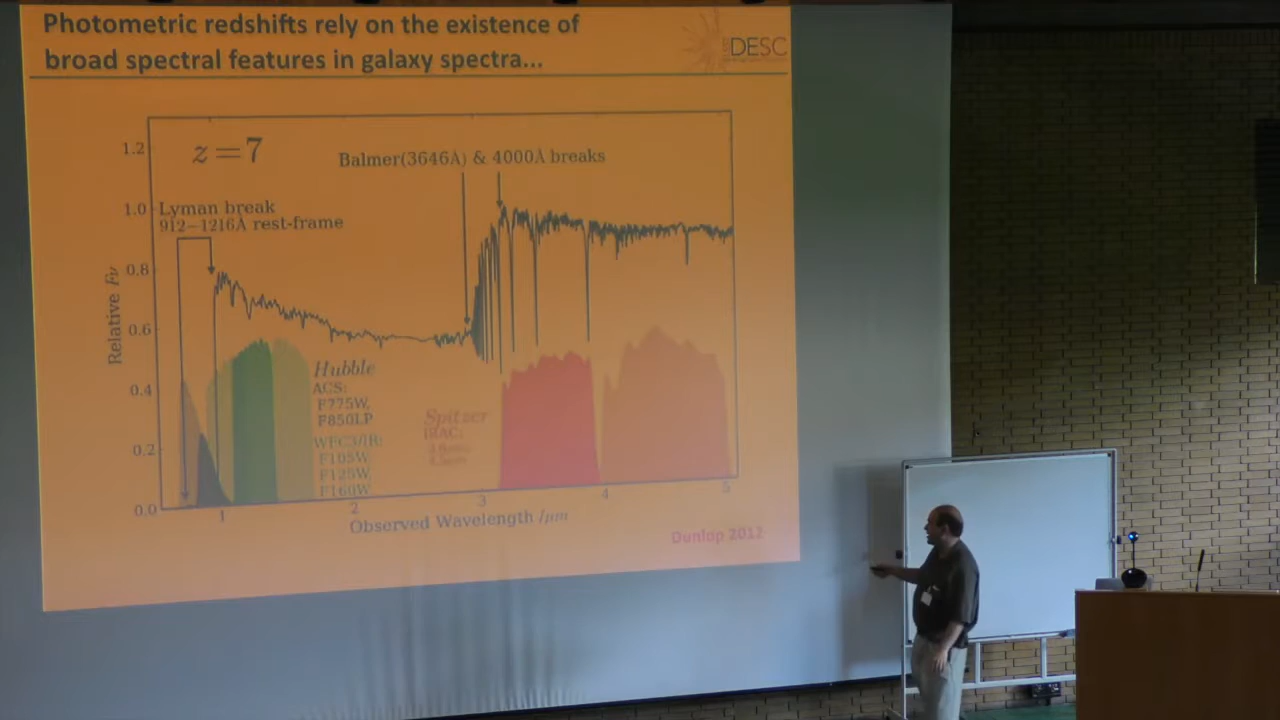 Photometric redshifts rely on the existence of
broad spectral features in galaxy spectra...
LSST DESC
z=7
Balmer(3646Å) & 4000Å breaks
Lyman break
912−1216Å rest-frame
Relative Fν
1.2
1.0
0.8
0.6
0.4
0.2
0.0
Hubble
ACS:
F775W,
F850LP
WFC3/IR:
F105W,
F125W,
F160W
Spitzer
IRAC:
1
2
3
4
5
Observed Wavelength /μm
Dunlop 2012